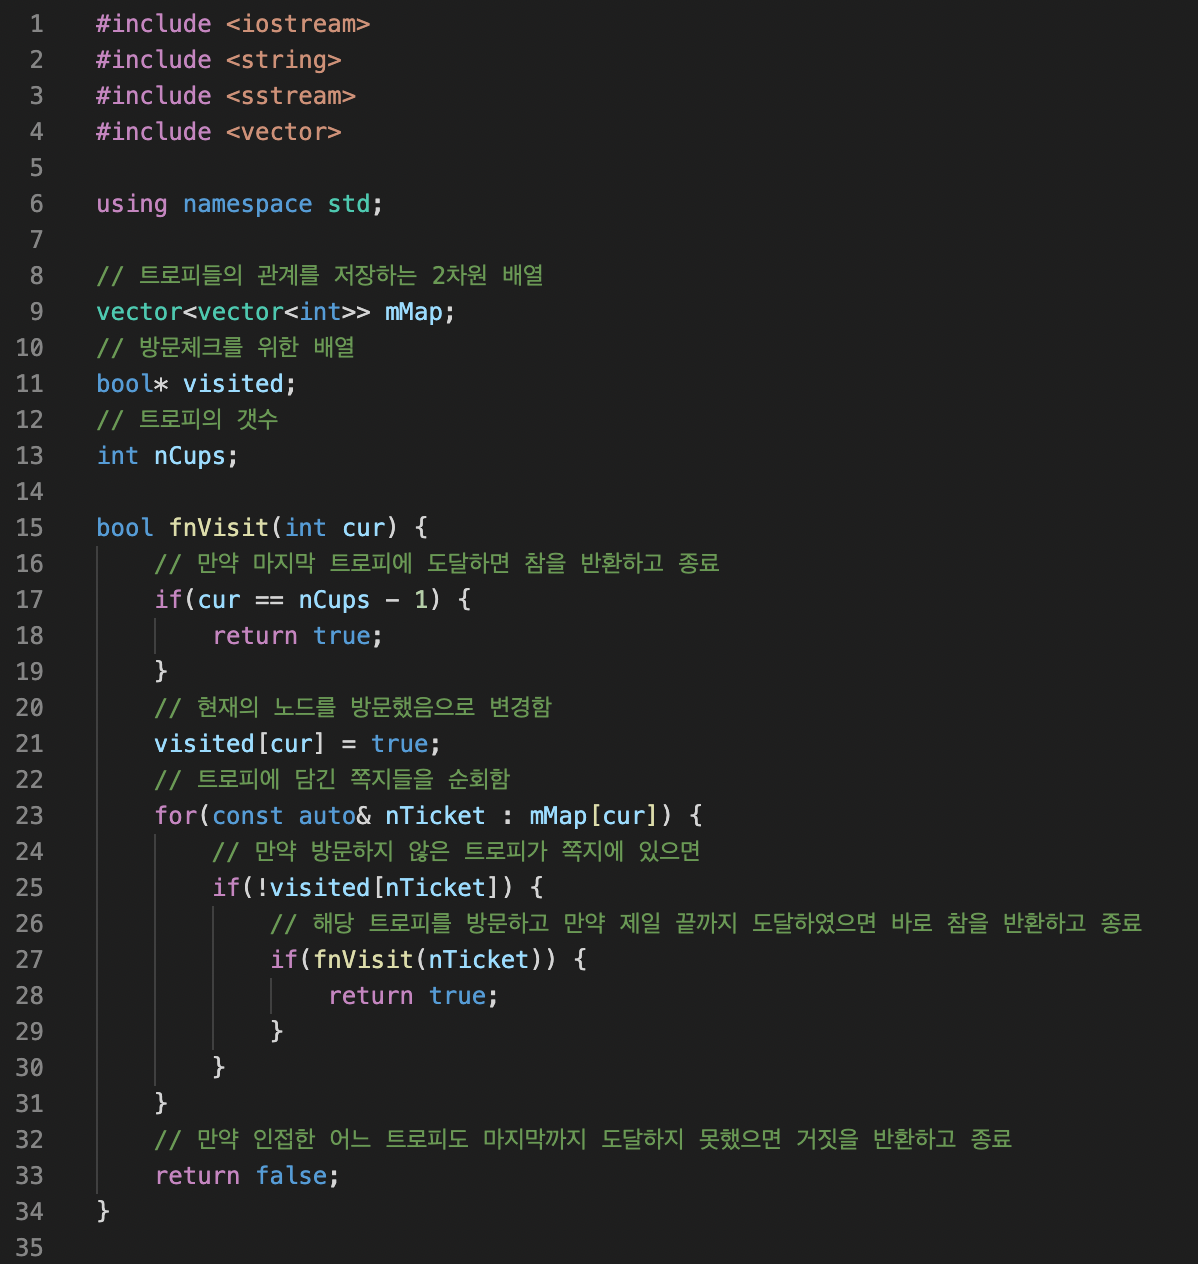 1 #include <iostream>
2 #include <string>
3 #include <sstream>
4 #include <vector>
5
6 using namespace std;
7
8 // 트로피들의 관계를 저장하는 2차원 배열
9 vector<vector<int>> mMap;
10 // 방문체크를 위한 배열
11 bool* visited;
12 // 트로피의 갯수
13 int nCups;
14
15 bool fnVisit(int cur) {
16     // 만약 마지막 트로피에 도달하면 참을 반환하고 종료
17     if(cur == nCups - 1) {
18         return true;
19     }
20     // 현재의 노드를 방문했음으로 변경함
21     visited[cur] = true;
22     // 트로피에 담긴 쪽지들을 순회함
23     for(const auto& nTicket : mMap[cur]) {
24         // 만약 방문하지 않은 트로피가 쪽지에 있으면
25         if(!visited[nTicket]) {
26             // 해당 트로피를 방문하고 만약 제일 끝까지 도달하였으면 바로 참을 반환하고 종료
27             if(fnVisit(nTicket)) {
28                 return true;
29             }
30         }
31     }
32     // 만약 인접한 어느 트로피도 마지막까지 도달하지 못했으면 거짓을 반환하고 종료
33     return false;
34 }
35